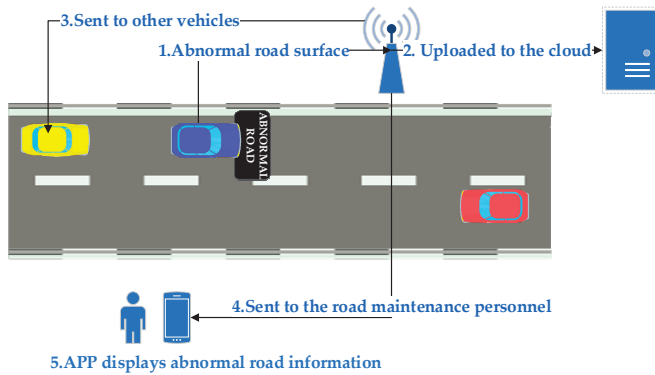 3.Sent to other vehicles
1.Abnormal road surface
2. Uploaded to the cloud
ABNORMAL
ROAD
4.Sent to the road maintenance personnel
5.APP displays abnormal road information